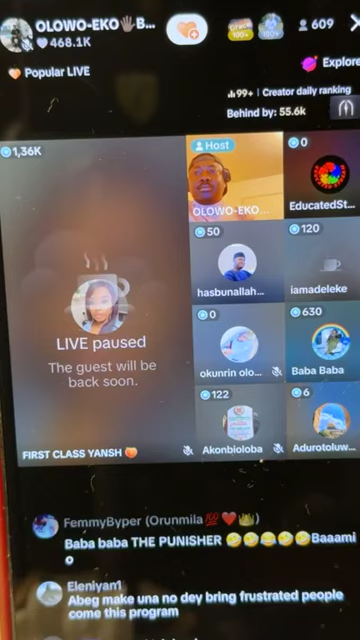 OLOWO-EKO🖐🏿B...
468.1K
609
Popular LIVE
Explore
99+ | Creator daily ranking
Behind by: 55.6k
1,36K
Host
OLOWO-EKO...
0
EducatedSt...
50
hasbunallah...
120
iamadeleke
LIVE paused
The guest will be
back soon.
0
okunrin olo...
630
Baba Baba
122
Akonbioloba
6
Adurotoluw...
FIRST CLASS YANSH 🍑
FemmyByper (Orunmila💯❤️👑)
Baba baba THE PUNISHER 🤣🤣😂🤣🤣Baaami
o
Eleniyam1
Abeg make una no dey bring frustrated people
come this program